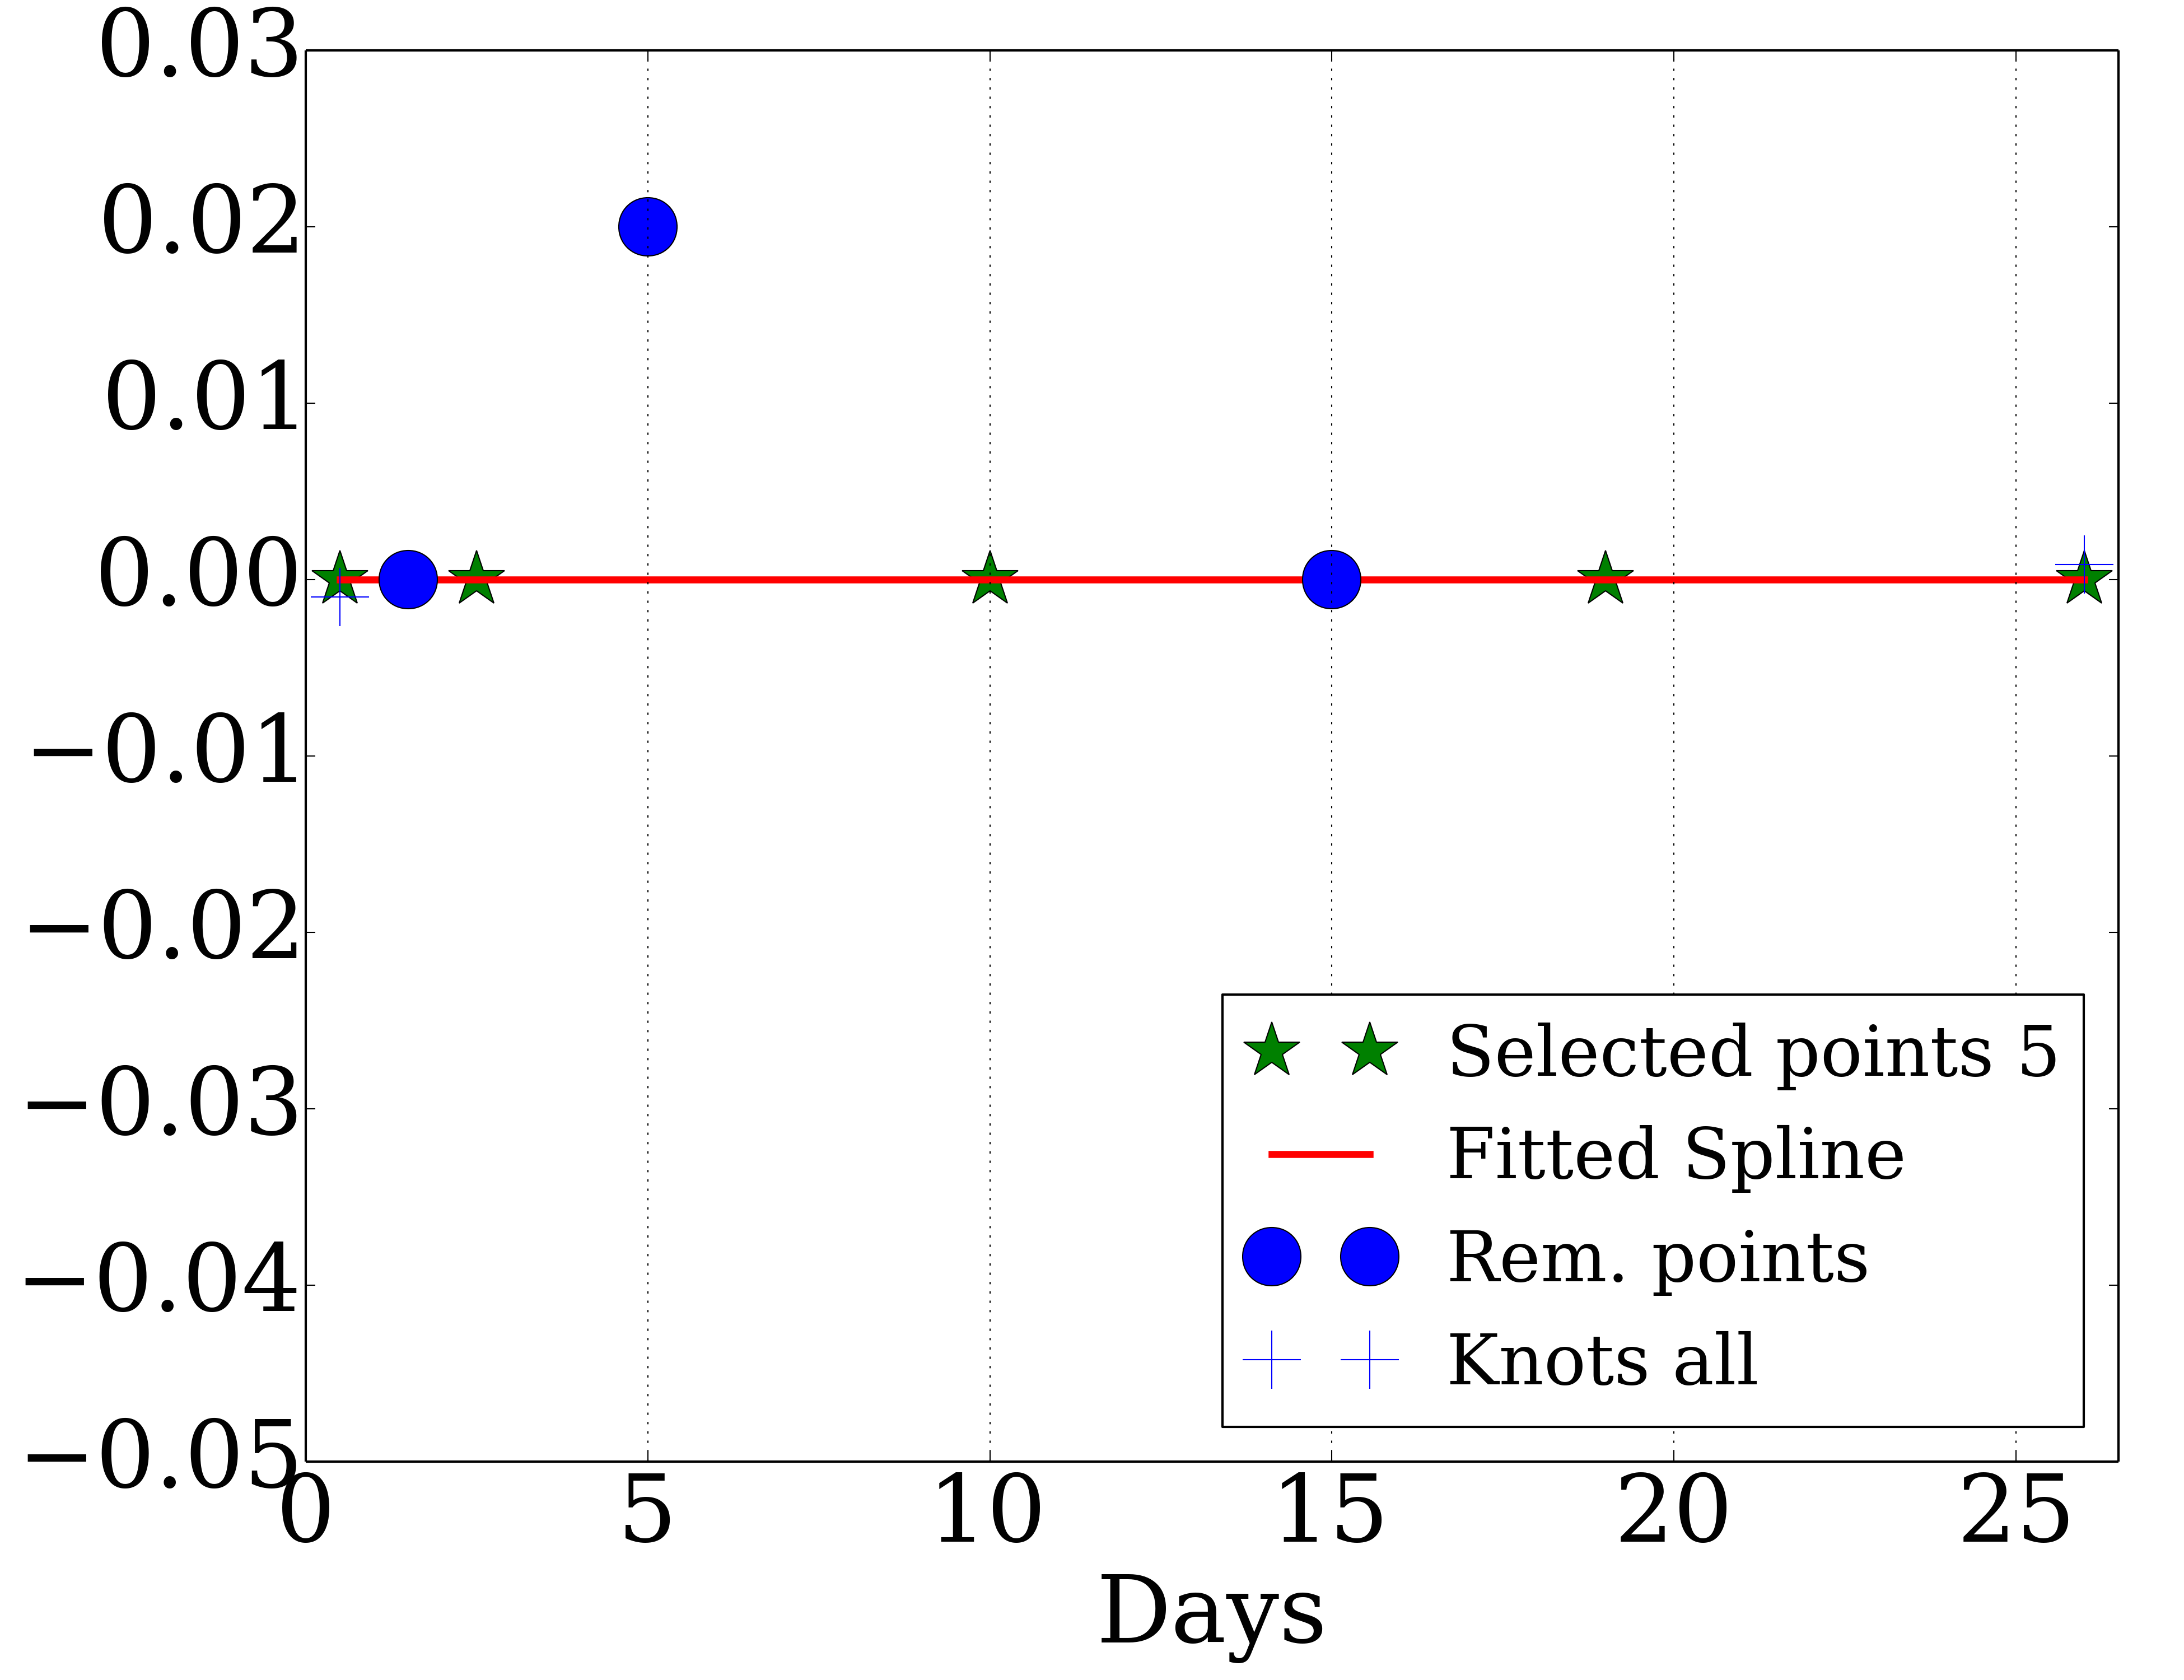 0.03
0.02
0.01
0.00
−0.01
−0.02
−0.03
−0.04
−0.05
Selected points 5
Fitted Spline
Rem. points
Knots all
0 5 10 15 20 25
Days